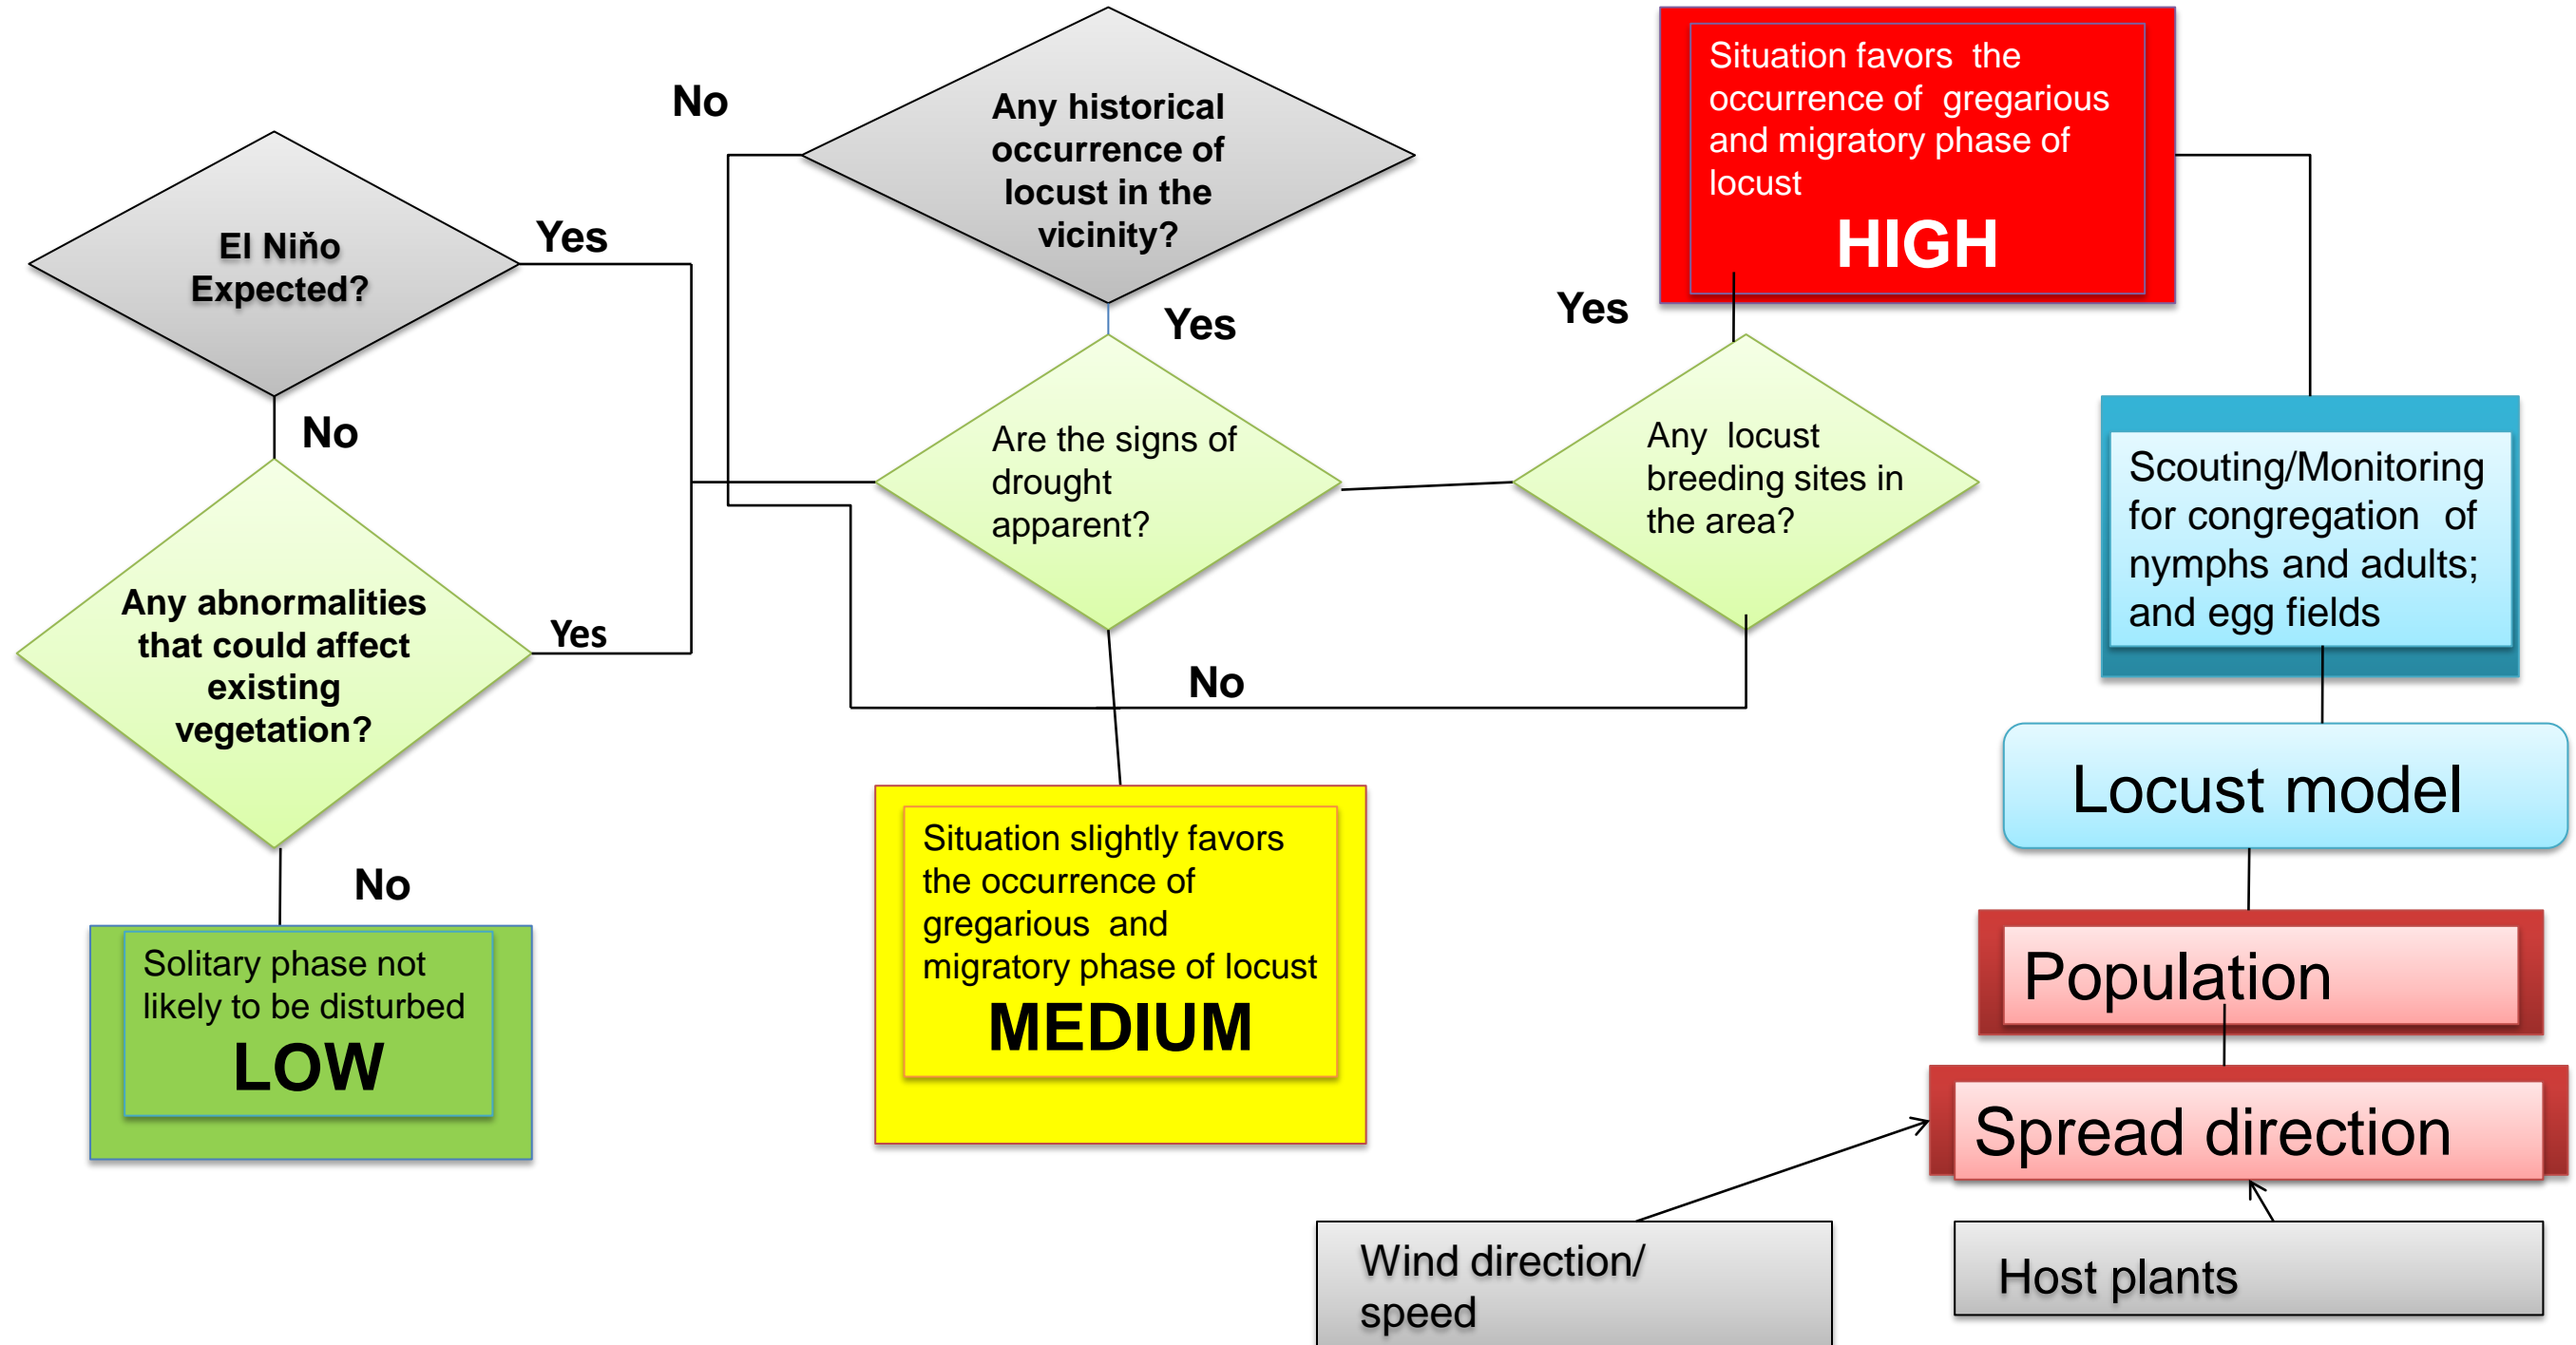 El Niňo
Expected?
Yes
No
Any abnormalities
that could affect
existing
vegetation?
Yes
No
Solitary phase not
likely to be disturbed
LOW
No
Any historical
occurrence of
locust in the
vicinity?
Yes
Are the signs of
drought
apparent?
No
Situation slightly favors
the occurrence of
gregarious and
migratory phase of locust
MEDIUM
Yes
Any locust
breeding sites in
the area?
Situation favors the
occurrence of gregarious
and migratory phase of
locust
HIGH
Scouting/Monitoring
for congregation of
nymphs and adults;
and egg fields
Locust model
Population
Spread direction
Wind direction/
speed
Host plants